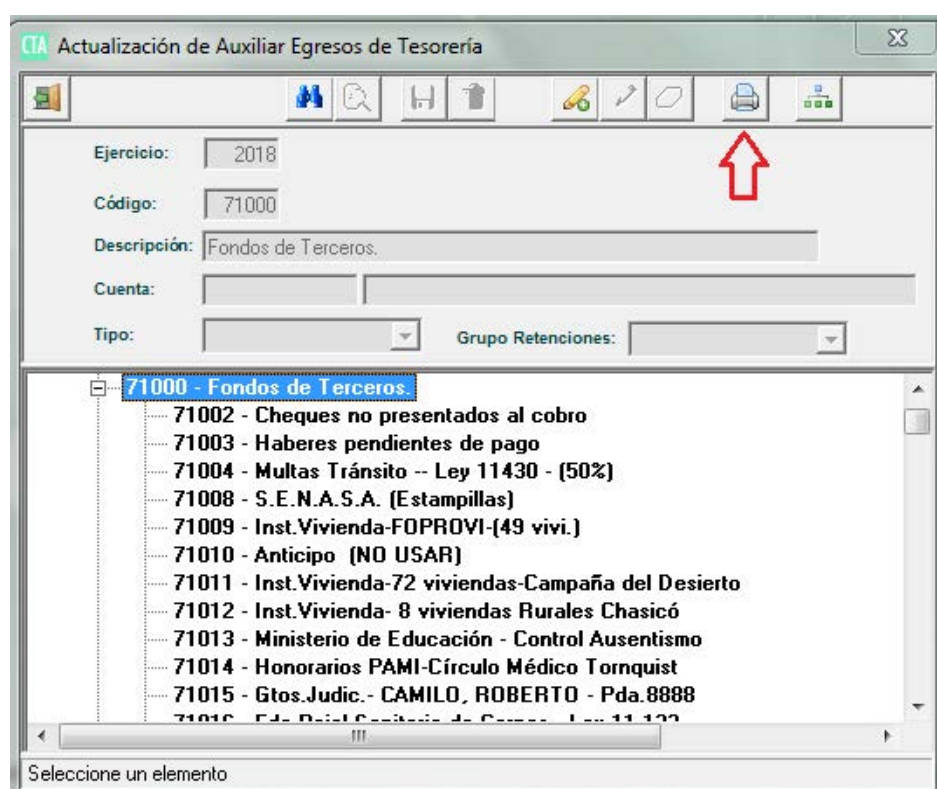 CTA Actualización de Auxiliar Egresos de Tesorería
Ejercicio: 2018
Código: 71000
Descripción: Fondos de Terceros.
Cuenta:
Tipo: Grupo Retenciones:
71000 - Fondos de Terceros.
71002 - Cheques no presentados al cobro
71003 - Haberes pendientes de pago
71004 - Multas Tránsito -- Ley 11430 - (50%)
71008 - S.E.N.A.S.A. (Estampillas)
71009 - Inst.Vivienda-FOPROVI-(49 vivi.)
71010 - Anticipo (NO USAR)
71011 - Inst.Vivienda-72 viviendas-Campaña del Desierto
71012 - Inst.Vivienda- 8 viviendas Rurales Chasicó
71013 - Ministerio de Educación - Control Ausentismo
71014 - Honorarios PAMI-Círculo Médico Tornquist
71015 - Gtos.Judic.- CAMILO, ROBERTO - Pda.8888
Seleccione un elemento